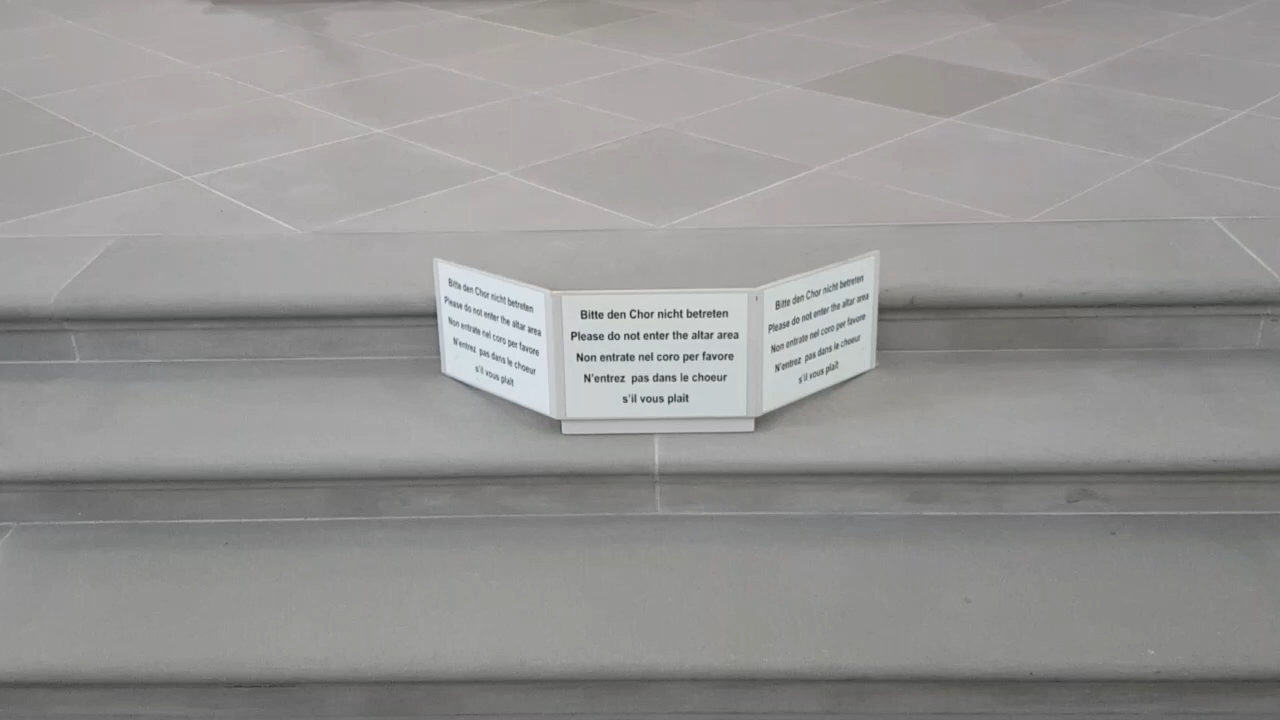 Bitte den Chor nicht betreten
Please do not enter the altar area
Non entrate nel coro per favore
N'entrez pas dans le choeur
s'il vous plait
Bitte den Chor nicht betreten
Please do not enter the altar area
Non entrate nel coro per favore
N'entrez pas dans le choeur
s'il vous plaît
Bitte den Chor nicht betreten
Please do not enter the altar area
Non entrate nel coro per favore
N'entrez pas dans le choeur
s'il vous plaît